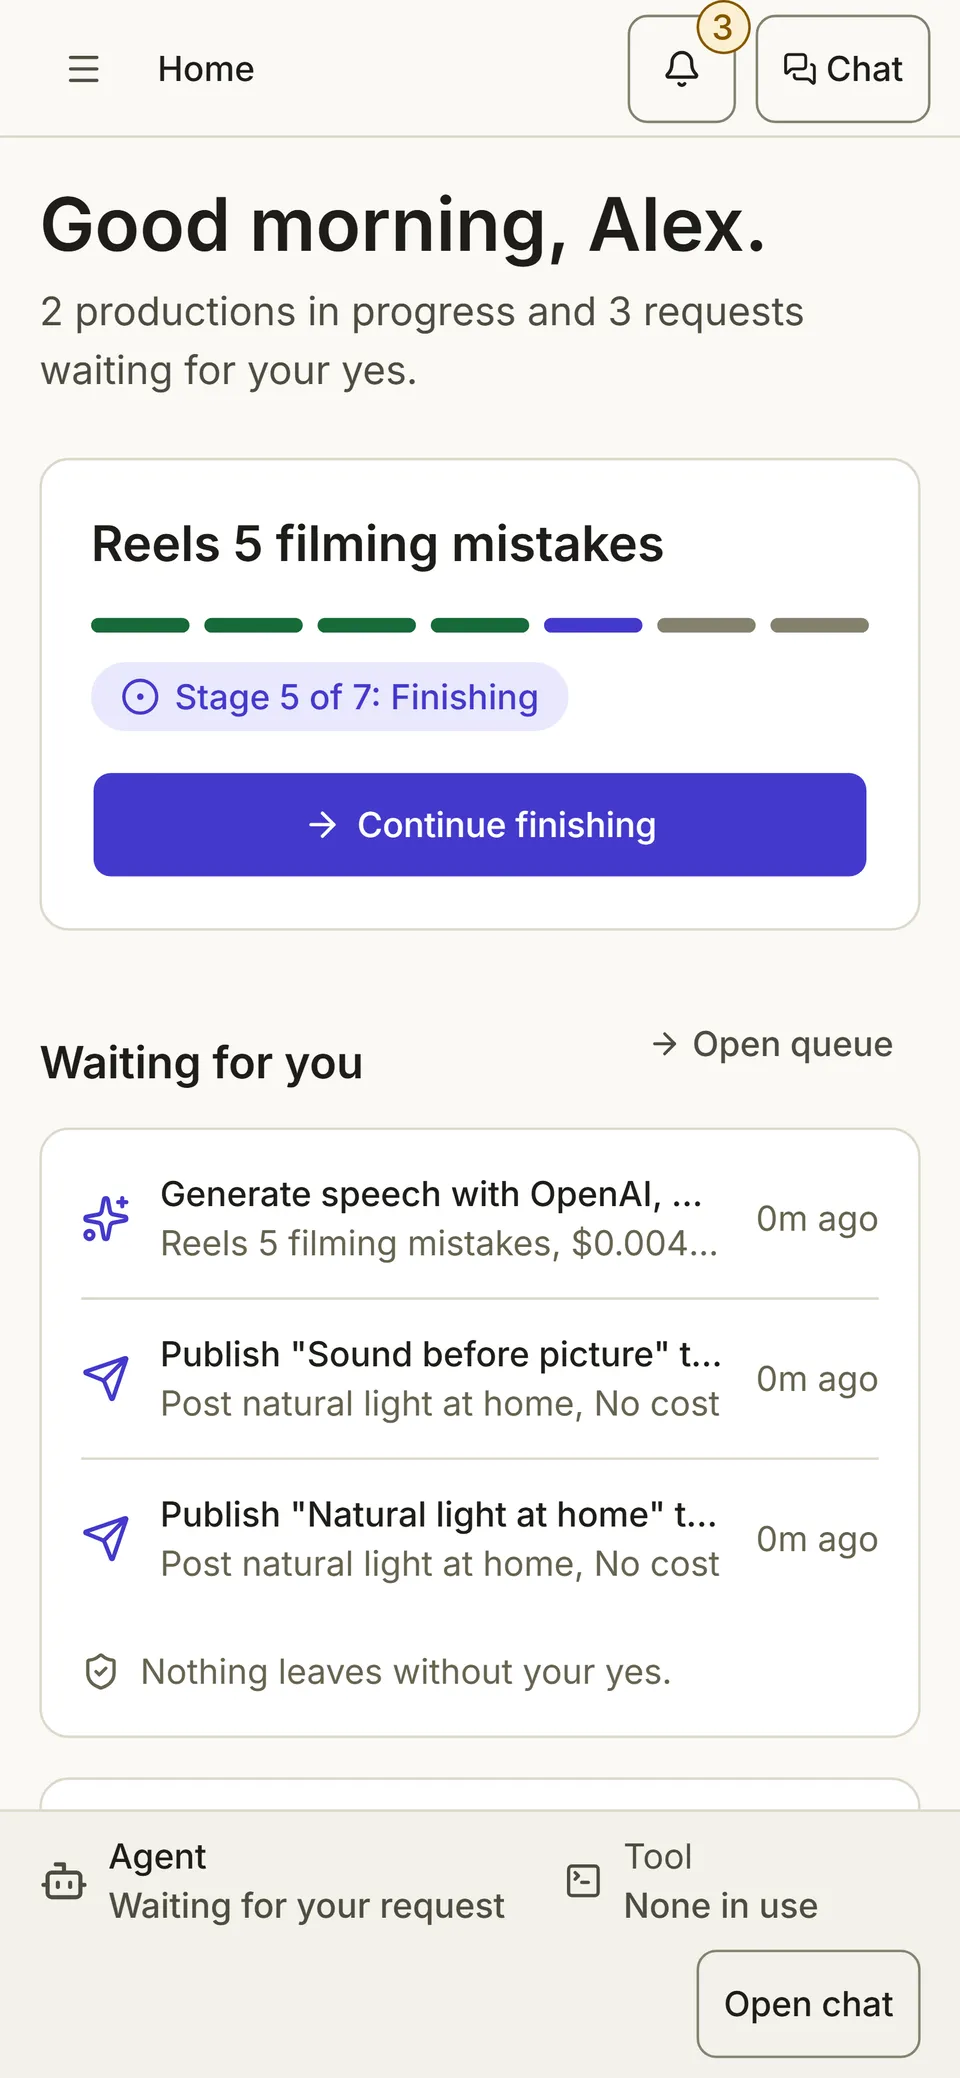 Home
3
Chat
Good morning, Alex.
2 productions in progress and 3 requests
waiting for your yes.
Reels 5 filming mistakes
Stage 5 of 7: Finishing
Continue finishing
Waiting for you
Open queue
Generate speech with OpenAI, ...
Reels 5 filming mistakes, $0.004...
0m ago
Publish "Sound before picture" t...
Post natural light at home, No cost
0m ago
Publish "Natural light at home" t...
Post natural light at home, No cost
0m ago
Nothing leaves without your yes.
Agent
Waiting for your request
Tool
None in use
Open chat